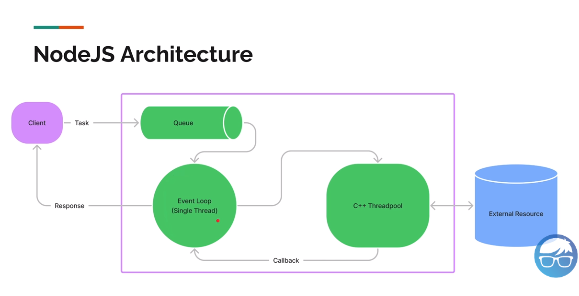 NodeJS Architecture
Client
Task
Queue
Response
Event Loop
(Single Thread)
C++ Threadpool
External Resource
Callback